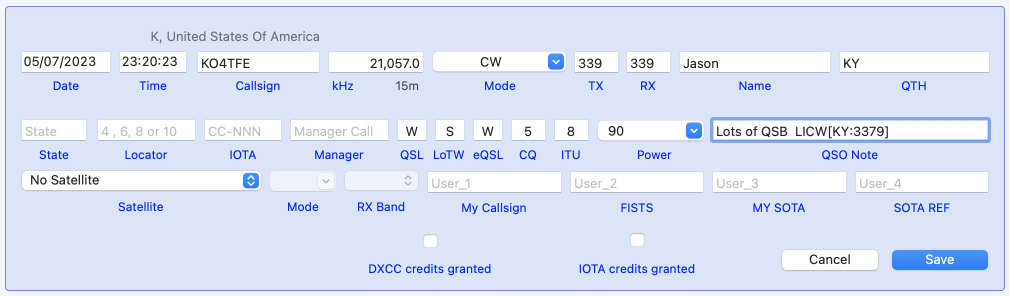 K, United States Of America
05/07/2023 23:20:23 KO4TFE 21,057.0 CW 339 339 Jason KY
Date Time Callsign kHz 15m Mode TX RX Name QTH
State 4 , 6, 8 or 10 CC-NNN Manager Call W S W 5 8 90 Lots of QSB  LICW[KY:3379]
State Locator IOTA Manager QSL LoTW eQSL CQ ITU Power QSO Note
No Satellite User_1 User_2 User_3 User_4
Satellite Mode RX Band My Callsign FISTS MY SOTA SOTA REF
DXCC credits granted IOTA credits granted Cancel Save